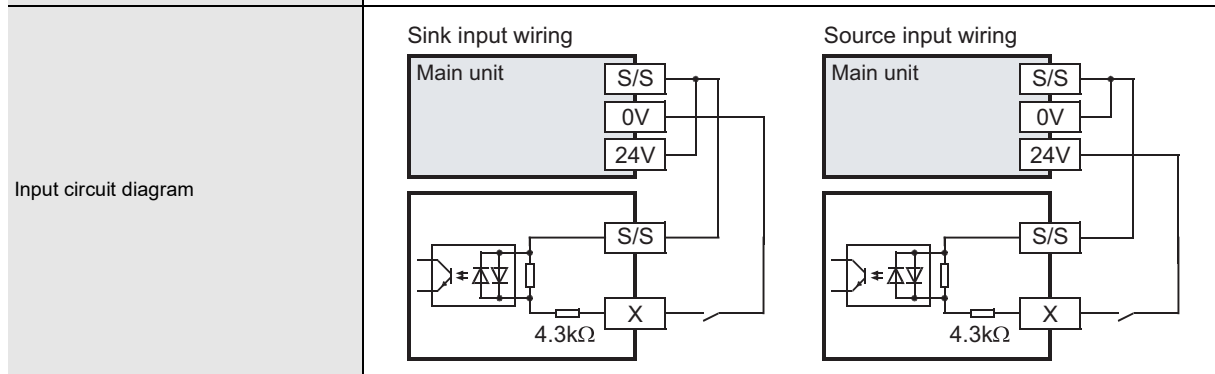 Input circuit diagram
Sink input wiring
Main unit
S/S
0V
24V
S/S
X
4.3kΩ
Source input wiring
Main unit
S/S
0V
24V
S/S
X
4.3kΩ